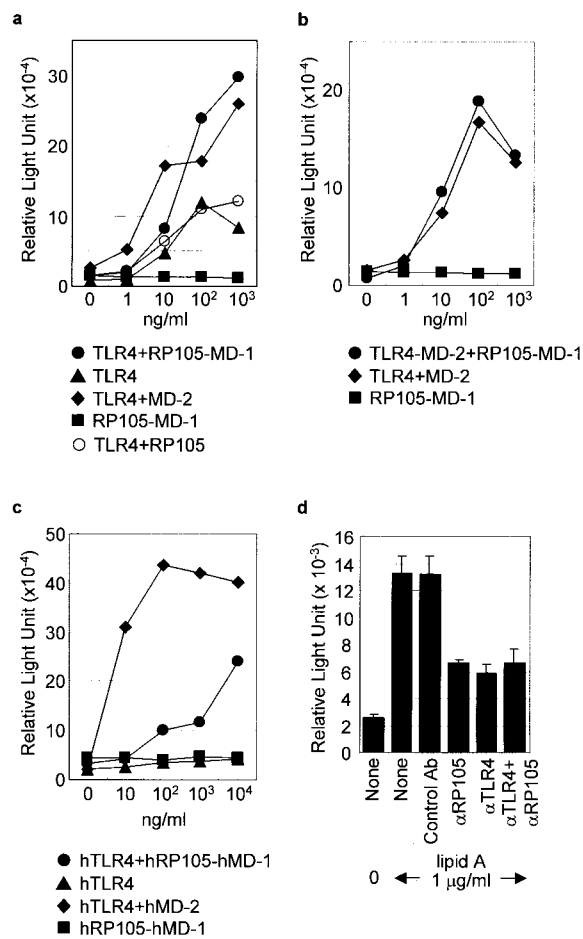 a
Relative Light Unit (x10⁻⁴)
30
20
10
0
0 1 10 10² 10³
ng/ml
● TLR4+RP105-MD-1
▲ TLR4
◆ TLR4+MD-2
■ RP105-MD-1
○ TLR4+RP105
b
Relative Light Unit (x10⁻⁴)
20
10
0
0 1 10 10² 10³
ng/ml
● TLR4-MD-2+RP105-MD-1
◆ TLR4+MD-2
■ RP105-MD-1
c
Relative Light Unit (x10⁻⁴)
50
40
30
20
10
0
0 10 10² 10³ 10⁴
ng/ml
● hTLR4+hRP105-hMD-1
▲ hTLR4
◆ hTLR4+hMD-2
■ hRP105-hMD-1
d
Relative Light Unit (x 10⁻³)
16
14
12
10
8
6
4
2
0
None
None
Control Ab
αRP105
αTLR4
αTLR4+
αRP105
lipid A
0 ← 1 μg/ml →